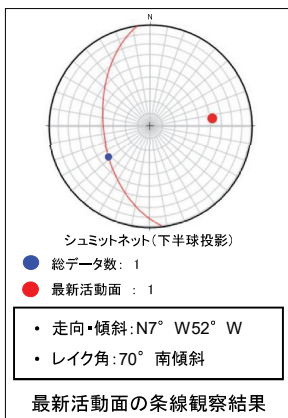 N
シュミットネット(下半球投影)
総データ数: 1
最新活動面 : 1
• 走向・傾斜:N7° W52° W
• レイク角:70° 南傾斜
最新活動面の条線観察結果